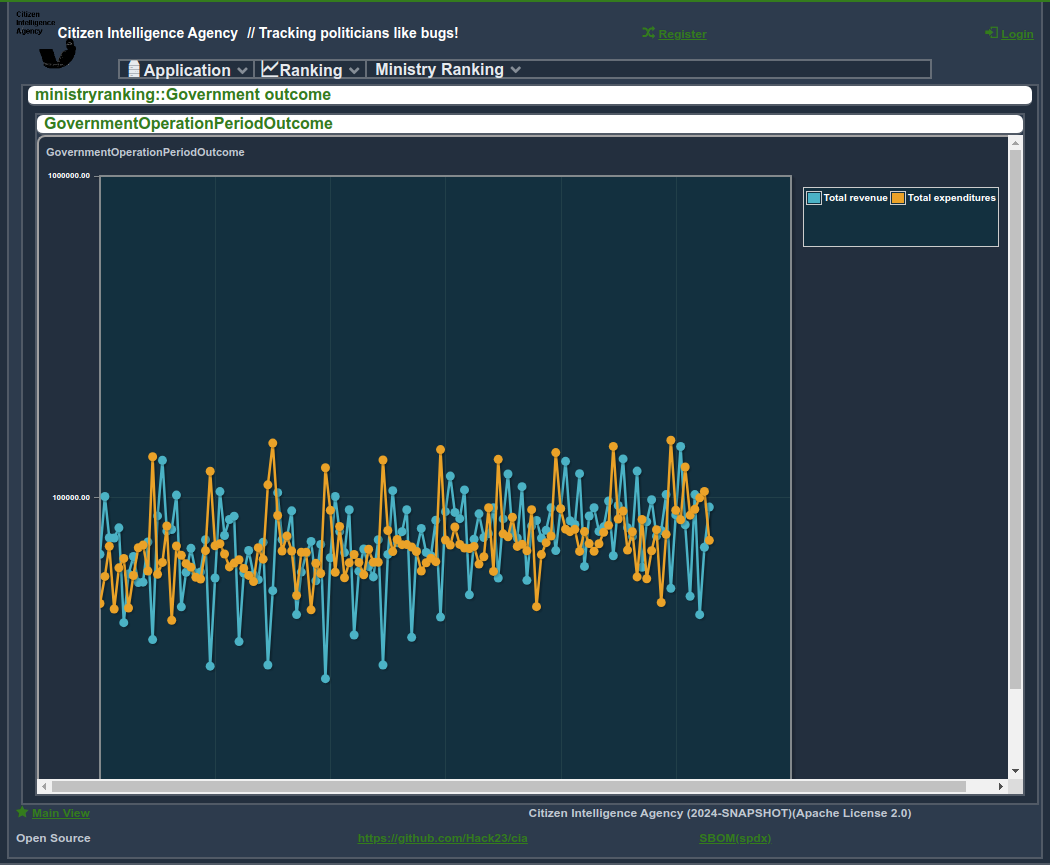 Citizen
Intelligence
Agency
Citizen Intelligence Agency // Tracking politicians like bugs!
Register
Login
Application
Ranking
Ministry Ranking
ministryranking::Government outcome
GovernmentOperationPeriodOutcome
GovernmentOperationPeriodOutcome
1000000.00
Total revenue
Total expenditures
100000.00
Main View
Citizen Intelligence Agency (2024-SNAPSHOT)(Apache License 2.0)
Open Source
https://github.com/Hack23/cia
SBOM(spdx)